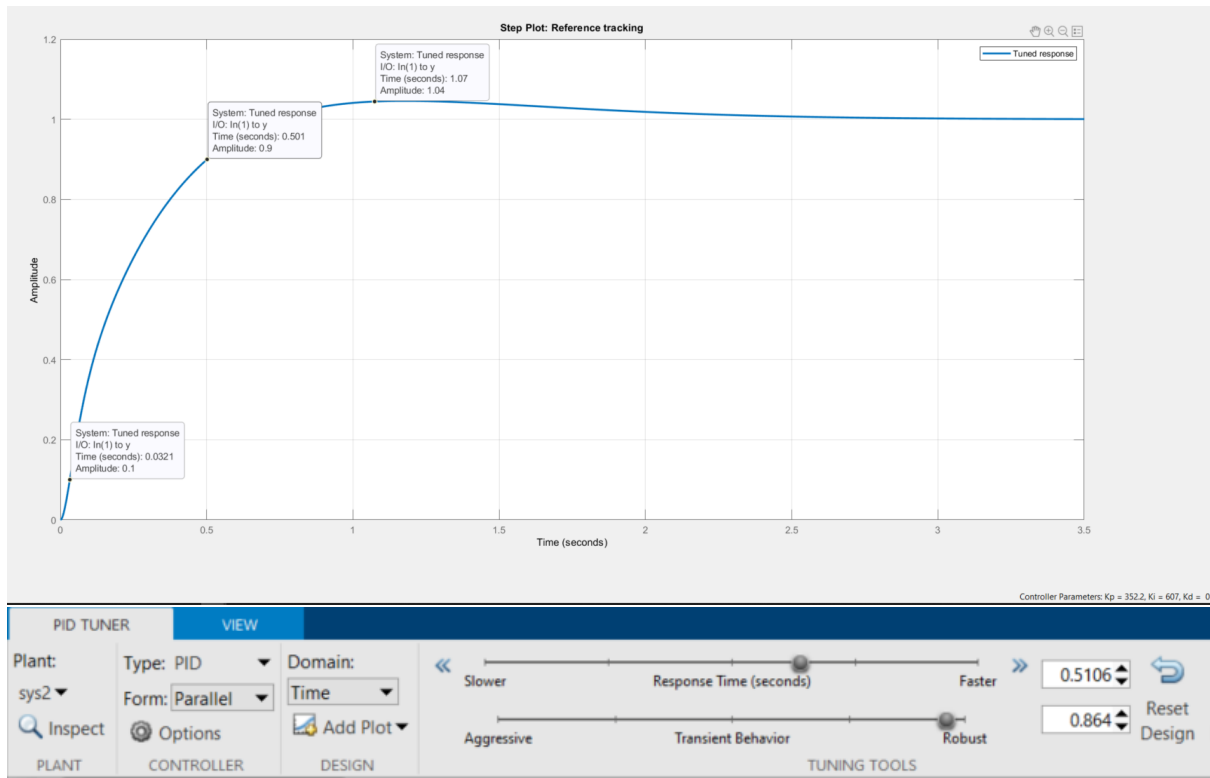 Step Plot: Reference tracking
Tuned response
System: Tuned response
I/O: In(1) to y
Time (seconds): 1.07
Amplitude: 1.04
System: Tuned response
I/O: In(1) to y
Time (seconds): 0.501
Amplitude: 0.9
System: Tuned response
I/O: In(1) to y
Time (seconds): 0.0321
Amplitude: 0.1
Amplitude
1.2
1
0.8
0.6
0.4
0.2
0
0 0.5 1 1.5 2 2.5 3 3.5
Time (seconds)
Controller Parameters: Kp = 352.2, Ki = 607, Kd = 0
PID TUNER VIEW
Plant:
sys2
Inspect
PLANT
Type: PID
Form: Parallel
Options
CONTROLLER
Domain:
Time
Add Plot
DESIGN
Slower Response Time (seconds) Faster
0.5106
Aggressive Transient Behavior Robust
0.864
Reset
Design
TUNING TOOLS